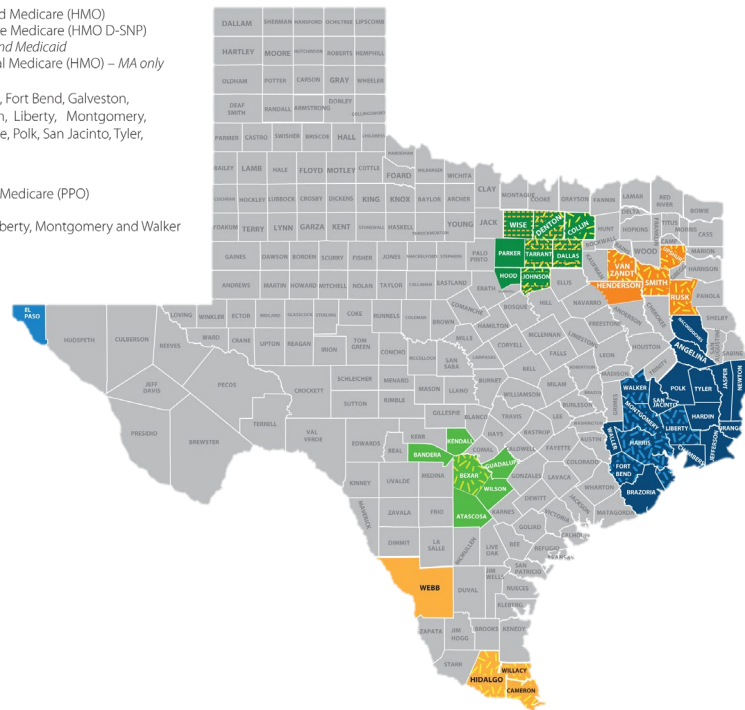 d Medicare (HMO)
e Medicare (HMO D-SNP)
nd Medicaid
al Medicare (HMO) – MA only
, Fort Bend, Galveston,
n, Liberty, Montgomery,
e, Polk, San Jacinto, Tyler,
Medicare (PPO)
berty, Montgomery and Walker
DALLAM SHERMAN HANSFORD OCHILTREE LIPSCOMB
HARTLEY MOORE HUTCHINSON ROBERTS HEMPHILL
OLDHAM POTTER CARSON GRAY WHEELER
DEAF SMITH RANDALL ARMSTRONG DONLEY COLLINGSWORTH
PARMER CASTRO SWISHER BRISCOE HALL CHILDRESS
HARDEMAN
BAILEY LAMB HALE FLOYD MOTLEY COTTLE FOARD WILBARGER WICHITA
CLAY MONTAGUE COOKE GRAYSON FANNIN LAMAR RED RIVER BOWIE
DELTA TITUS
COCHRAN HOCKLEY LUBBOCK CROSBY DICKENS KING KNOX BAYLOR ARCHER
JACK WISE DENTON COLLIN HUNT HOPKINS FRANKLIN MORRIS CASS
YOAKUM TERRY LYNN GARZA KENT STONEWALL HASKELL THROCKMORTON YOUNG
ROCKWALL RAINS WOOD CAMP UPSHUR MARION
GAINES DAWSON BORDEN SCURRY FISHER JONES SHACKELFORD STEPHENS PALO PINTO PARKER TARRANT DALLAS KAUFMAN VAN ZANDT SMITH GREGG HARRISON
ANDREWS MARTIN HOWARD MITCHELL NOLAN TAYLOR CALLAHAN EASTLAND ERATH HOOD JOHNSON ELLIS HENDERSON RUSK PANOLA
EL PASO HUDSPETH CULBERSON REEVES LOVING WINKLER ECTOR MIDLAND GLASSCOCK STERLING COKE RUNNELS COLEMAN BROWN COMANCHE BOSQUE HILL NAVARRO ANDERSON CHEROKEE SHELBY
WARD CRANE UPTON REAGAN IRION TOM GREEN CONCHO MCCULLOCH SAN SABA MILLS HAMILTON CORYELL MCLENNAN LIMESTONE FREESTONE HOUSTON NACOGDOCHES ANGELINA SABINE
LAMPASAS FALLS LEON TRINITY
JEFF DAVIS PECOS CROCKETT SCHLEICHER MENARD MASON LLANO BURNET BELL ROBERTSON MADISON WALKER POLK TYLER JASPER NEWTON
SUTTON KIMBLE WILLIAMSON MILAM BRAZOS GRIMES SAN JACINTO HARDIN
PRESIDIO BREWSTER TERRELL VAL VERDE EDWARDS GILLESPIE BLANCO TRAVIS BURLESON LEE WASHINGTON MONTGOMERY LIBERTY ORANGE
KERR KENDALL HAYS BASTROP AUSTIN WALLER HARRIS CHAMBERS JEFFERSON
REAL BANDERA COMAL CALDWELL FAYETTE COLORADO FORT BEND
KINNEY UVALDE MEDINA BEXAR GUADALUPE GONZALES LAVACA WHARTON BRAZORIA
WILSON DEWITT JACKSON MATAGORDA
MAVERICK ZAVALA FRIO ATASCOSA KARNES VICTORIA
GOLIAD CALHOUN
DIMMIT LA SALLE MCMULLEN LIVE OAK BEE REFUGIO
SAN PATRICIO
WEBB DUVAL JIM WELLS NUECES
KLEBERG
ZAPATA JIM HOGG BROOKS KENEDY
STARR HIDALGO WILLACY
CAMERON